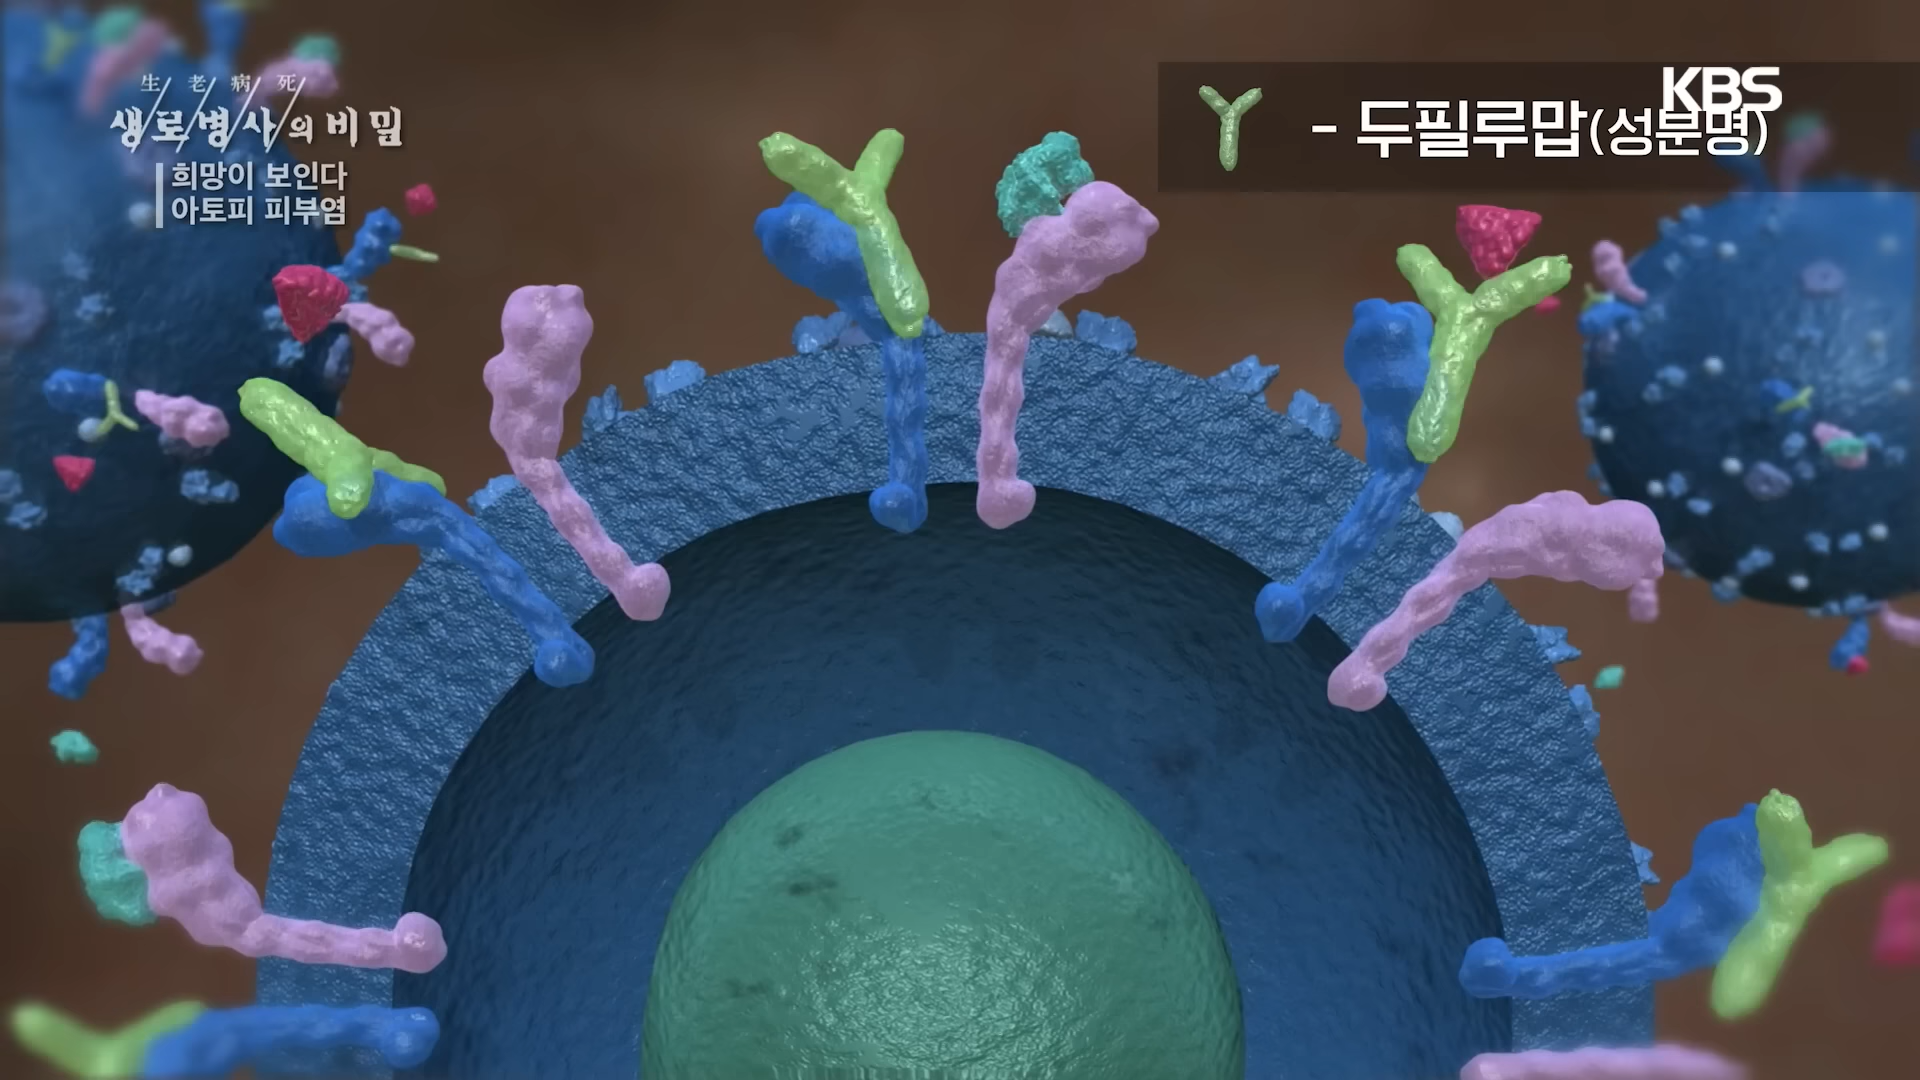 生老病死
생로병사의 비밀
희망이 보인다
아토피 피부염
KBS
- 두필루맙(성분명)